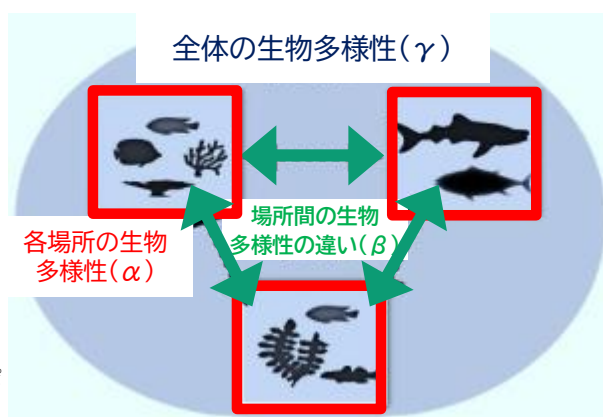 全体の生物多様性(γ)
場所間の生物
多様性の違い(β)
各場所の生物
多様性(α)
。